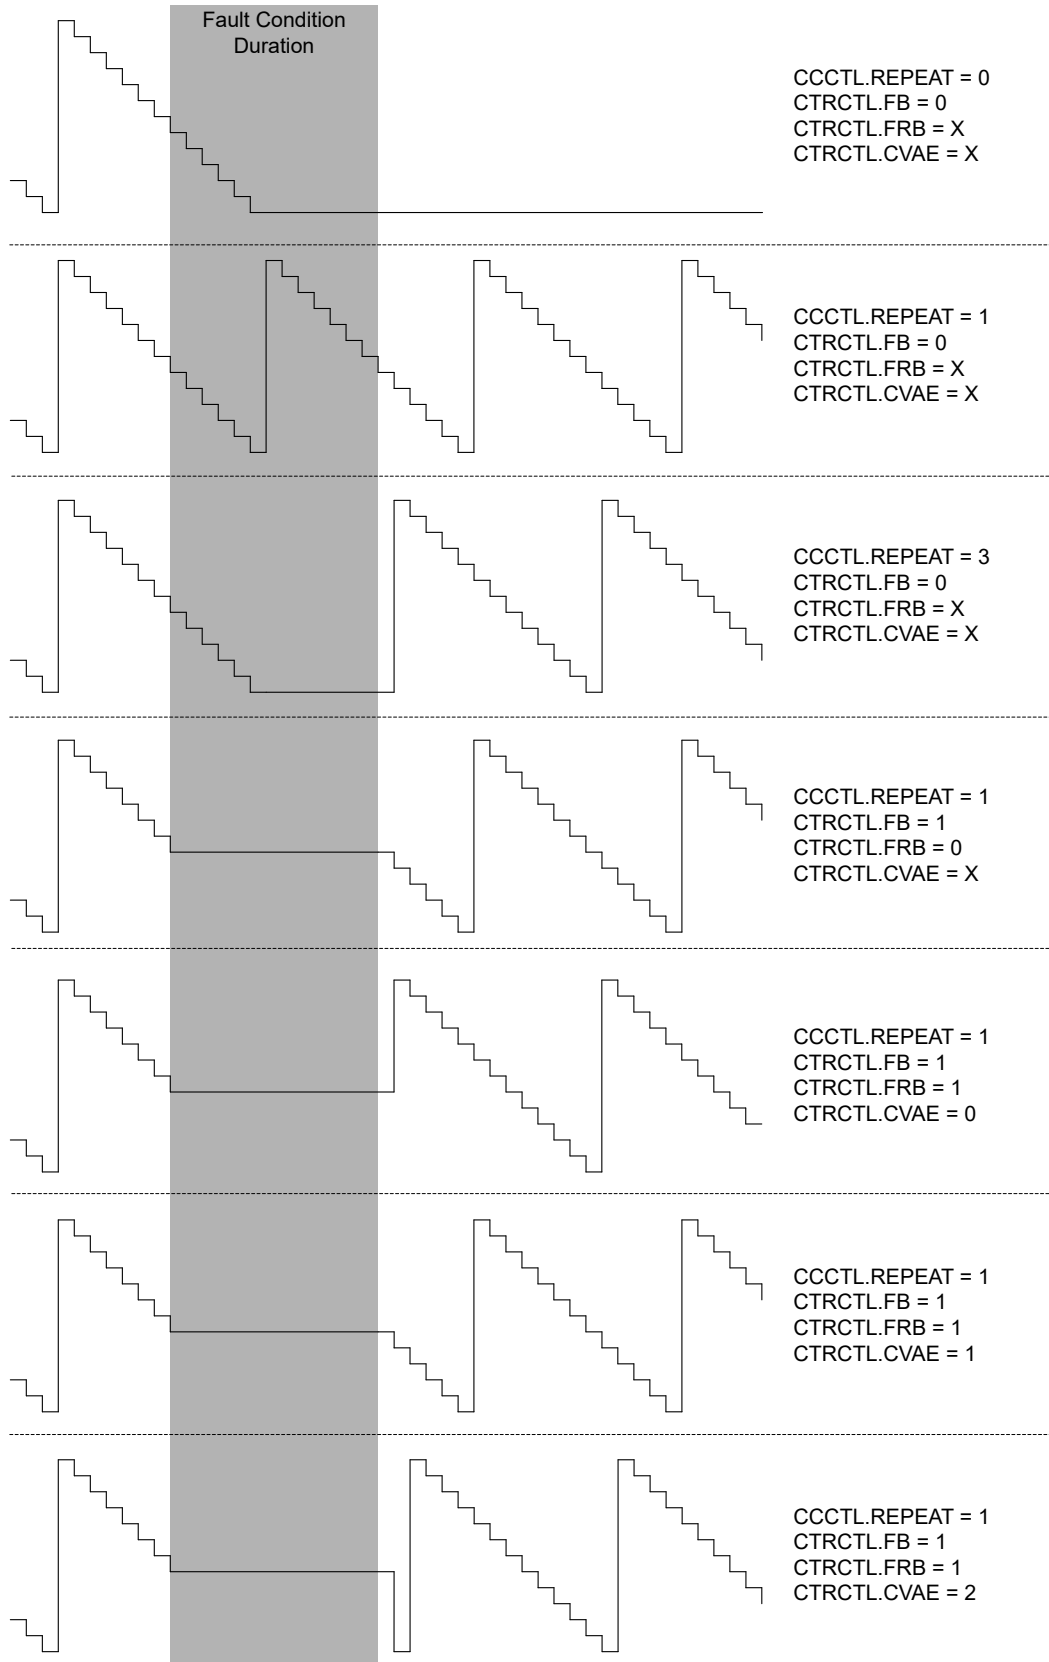 Fault Condition
Duration
CCCTL.REPEAT = 0
CTRCTL.FB = 0
CTRCTL.FRB = X
CTRCTL.CVAE = X
CCCTL.REPEAT = 1
CTRCTL.FB = 0
CTRCTL.FRB = X
CTRCTL.CVAE = X
CCCTL.REPEAT = 3
CTRCTL.FB = 0
CTRCTL.FRB = X
CTRCTL.CVAE = X
CCCTL.REPEAT = 1
CTRCTL.FB = 1
CTRCTL.FRB = 0
CTRCTL.CVAE = X
CCCTL.REPEAT = 1
CTRCTL.FB = 1
CTRCTL.FRB = 1
CTRCTL.CVAE = 0
CCCTL.REPEAT = 1
CTRCTL.FB = 1
CTRCTL.FRB = 1
CTRCTL.CVAE = 1
CCCTL.REPEAT = 1
CTRCTL.FB = 1
CTRCTL.FRB = 1
CTRCTL.CVAE = 2